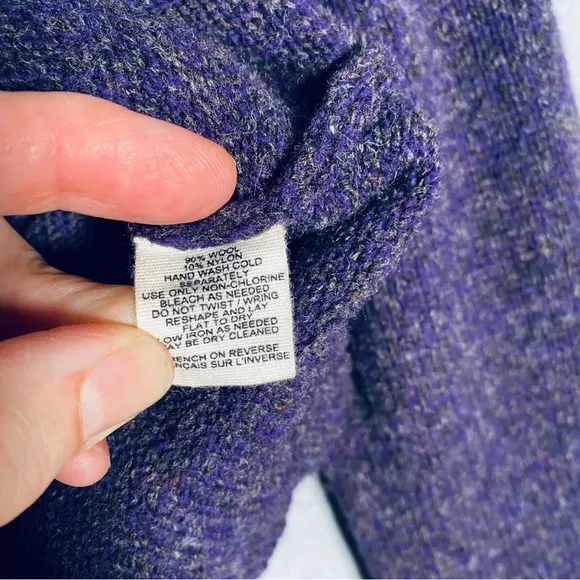 90% WOOL
10% NYLON
HAND WASH COLD
SEPARATELY
USE ONLY NON-CHLORINE
BLEACH AS NEEDED
DO NOT TWIST / WRING
RESHAPE AND LAY
FLAT TO DRY
LOW IRON AS NEEDED
MAY BE DRY CLEANED
FRENCH ON REVERSE
FRANÇAIS SUR L'INVERSE